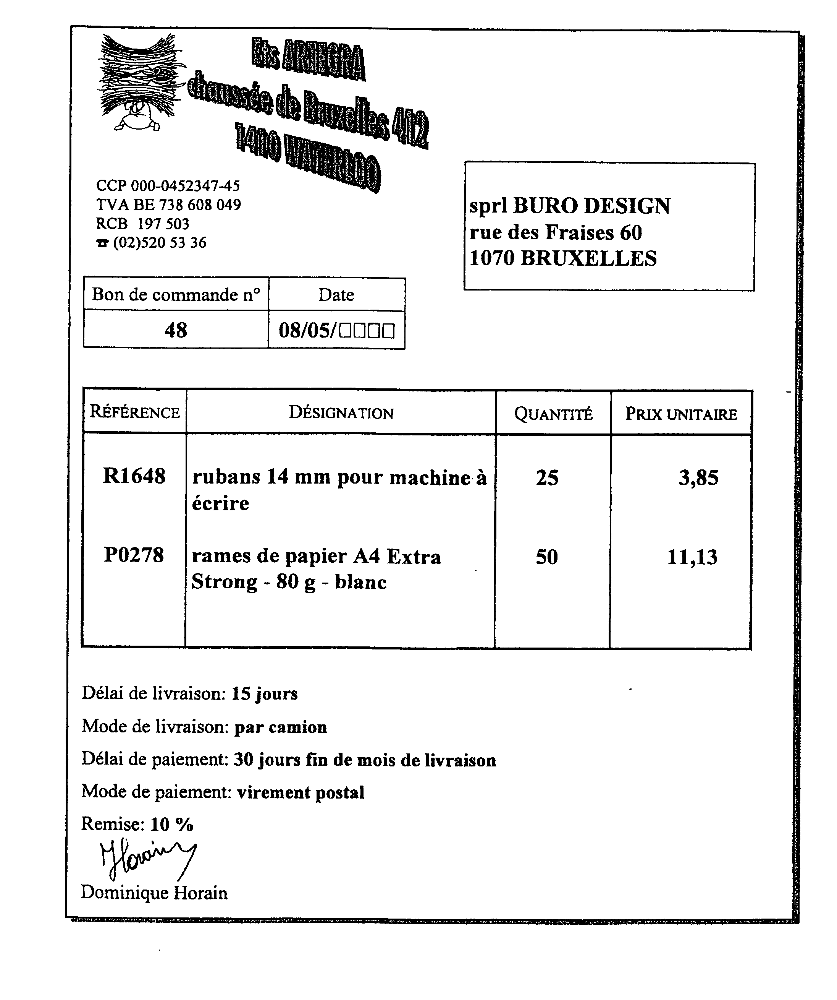 Ets ARTEGRA
chaussée de Bruxelles 412
1410 WATERLOO
CCP 000-0452347-45
TVA BE 738 608 049
RCB 197 503
☎ (02)520 53 36
sprl BURO DESIGN
rue des Fraises 60
1070 BRUXELLES
Bon de commande n° Date
48 08/05/□□□□
RÉFÉRENCE DÉSIGNATION QUANTITÉ PRIX UNITAIRE
R1648 rubans 14 mm pour machine à 25 3,85
écrire
P0278 rames de papier A4 Extra 50 11,13
Strong - 80 g - blanc
Délai de livraison: 15 jours
Mode de livraison: par camion
Délai de paiement: 30 jours fin de mois de livraison
Mode de paiement: virement postal
Remise: 10 %
Horain
Dominique Horain